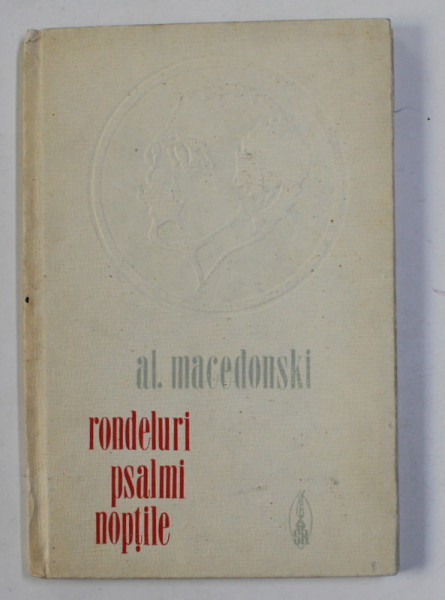 al. macedonski
rondeluri
psalmi
nopțile